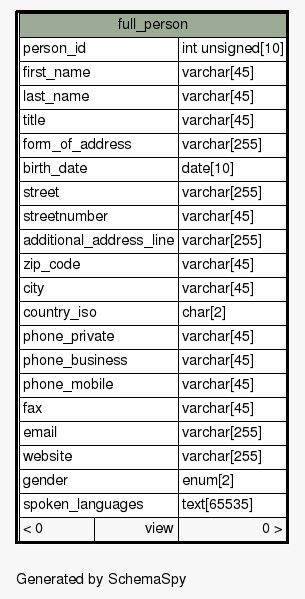 full_person
person_id int unsigned[10]
first_name varchar[45]
last_name varchar[45]
title varchar[45]
form_of_address varchar[255]
birth_date date[10]
street varchar[255]
streetnumber varchar[45]
additional_address_line varchar[255]
zip_code varchar[45]
city varchar[45]
country_iso char[2]
phone_private varchar[45]
phone_business varchar[45]
phone_mobile varchar[45]
fax varchar[45]
email varchar[255]
website varchar[255]
gender enum[2]
spoken_languages text[65535]
< 0 view 0 >
Generated by SchemaSpy